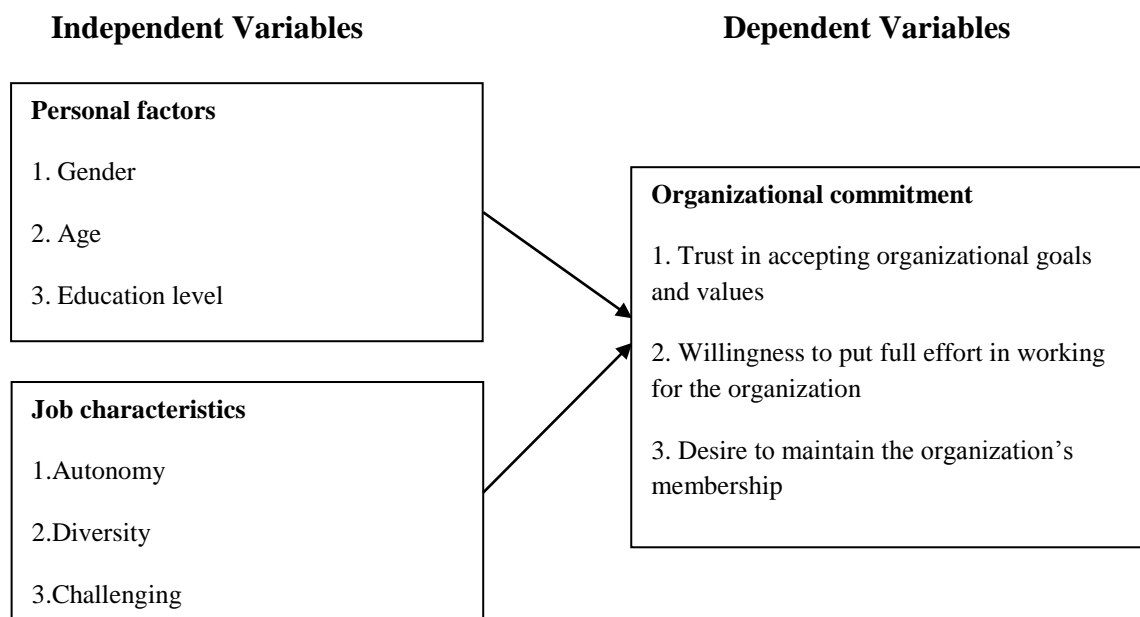 Independent Variables
Dependent Variables
Personal factors
1. Gender
2. Age
3. Education level
Job characteristics
1.Autonomy
2.Diversity
3.Challenging
Organizational commitment
1. Trust in accepting organizational goals
and values
2. Willingness to put full effort in working
for the organization
3. Desire to maintain the organization’s
membership